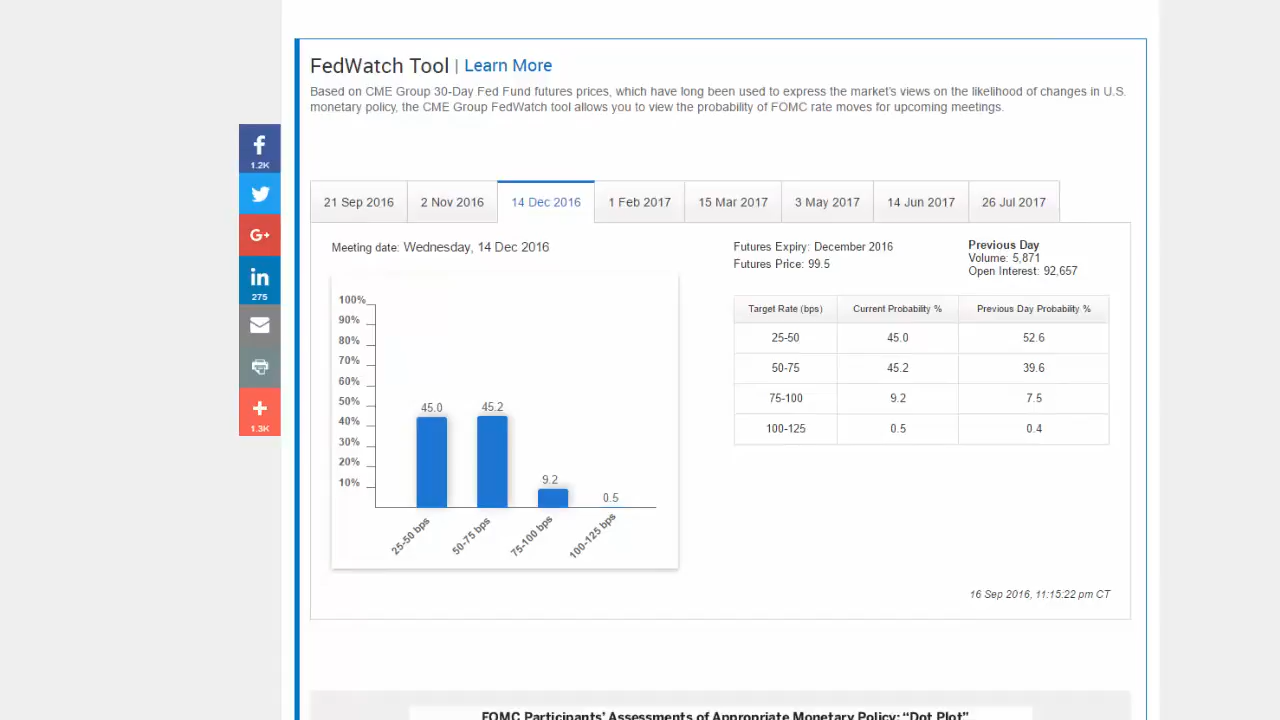 FedWatch Tool | Learn More
Based on CME Group 30-Day Fed Fund futures prices, which have long been used to express the market's views on the likelihood of changes in U.S.
monetary policy, the CME Group FedWatch tool allows you to view the probability of FOMC rate moves for upcoming meetings.
1.2K
G+
in
275
1.3K
21 Sep 2016 2 Nov 2016 14 Dec 2016 1 Feb 2017 15 Mar 2017 3 May 2017 14 Jun 2017 26 Jul 2017
Meeting date: Wednesday, 14 Dec 2016
100%
90%
80%
70%
60%
50%
40%
30%
20%
10%
45.0
45.2
9.2
0.5
25-50 bps
50-75 bps
75-100 bps
100-125 bps
Futures Expiry: December 2016
Futures Price: 99.5
Previous Day
Volume: 5,871
Open Interest: 92,657
Target Rate (bps) Current Probability % Previous Day Probability %
25-50 45.0 52.6
50-75 45.2 39.6
75-100 9.2 7.5
100-125 0.5 0.4
16 Sep 2016, 11:15:22 pm CT
FOMC Participants' Assessments of Appropriate Monetary Policy: "Dot Plot"